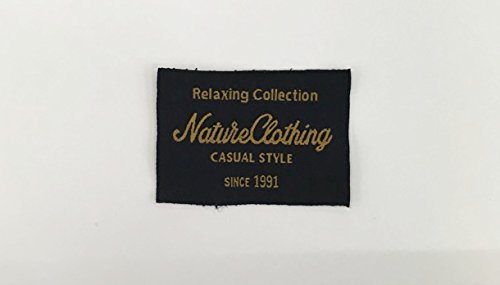 Relaxing Collection
NatureClothing
CASUAL STYLE
SINCE 1991